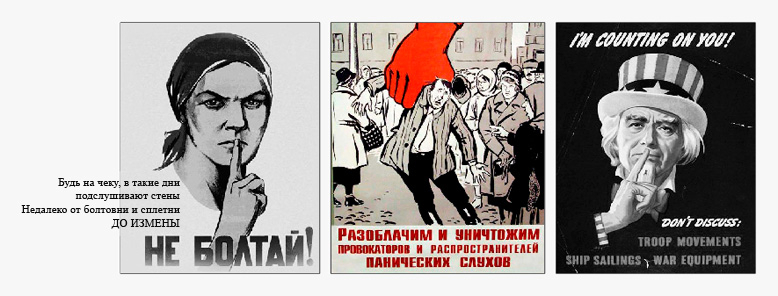 Будь на чеку, в такие дни
подслушивают стены
Недалеко от болтовни и сплетни
ДО ИЗМЕНЫ
НЕ БОЛТАЙ!
Разоблачим и уничтожим
провокаторов и распространителей
панических слухов
I'M COUNTING ON YOU!
DON'T DISCUSS:
TROOP MOVEMENTS
SHIP SAILINGS WAR EQUIPMENT